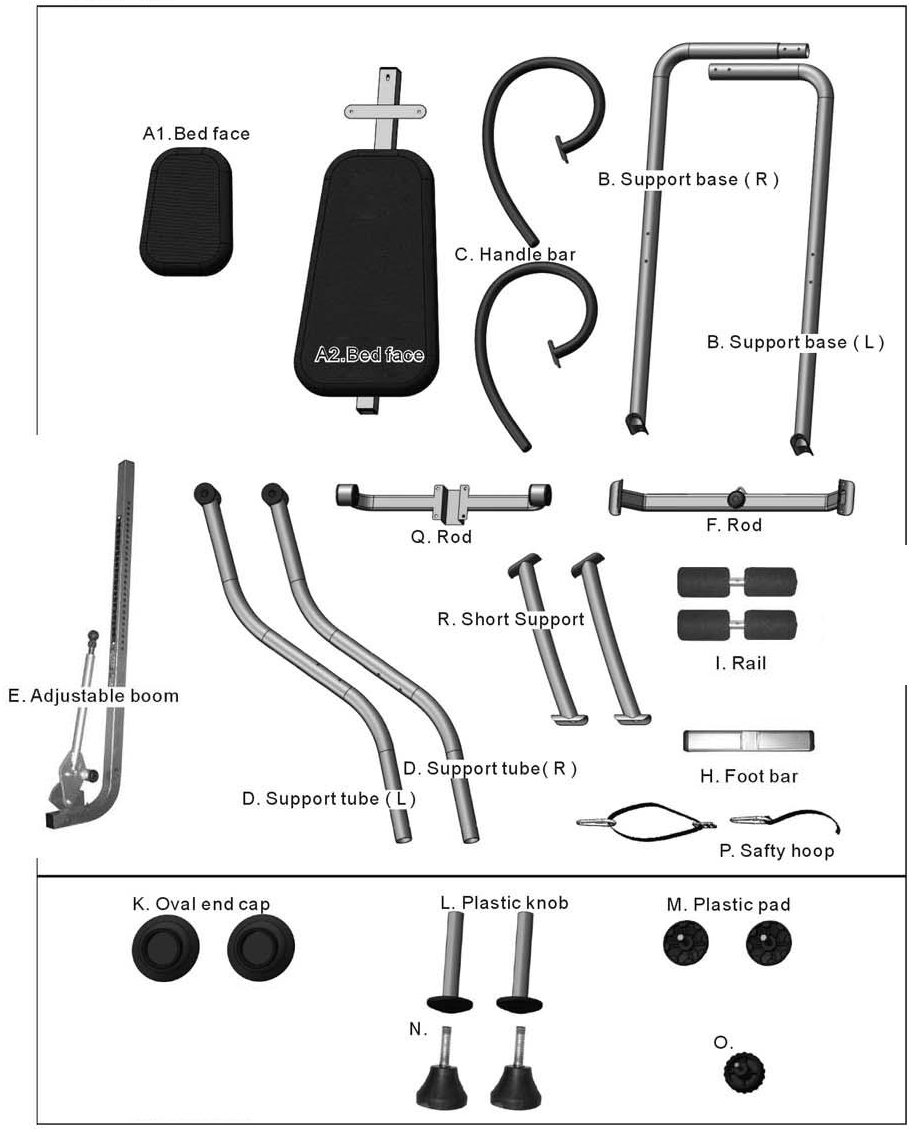 A1.Bed face
B. Support base ( R )
C. Handle bar
B. Support base ( L )
A2.Bed face
Q. Rod
F. Rod
R. Short Support
I. Rail
E. Adjustable boom
D. Support tube( R )
H. Foot bar
D. Support tube ( L )
P. Safty hoop
K. Oval end cap
L. Plastic knob
M. Plastic pad
N.
O.